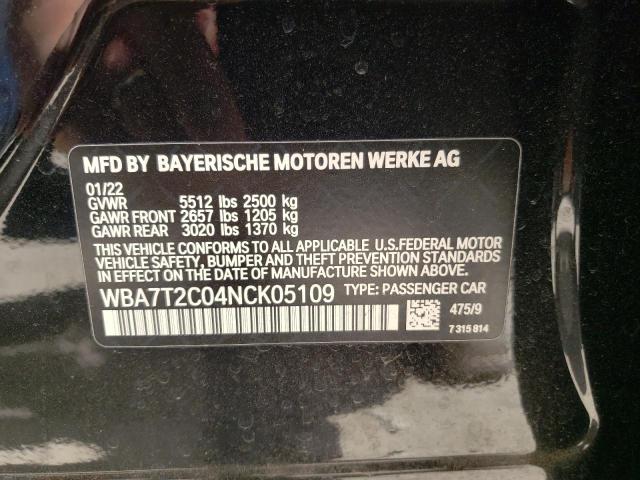 MFD BY BAYERISCHE MOTOREN WERKE AG
01/22
GVWR 5512 lbs 2500 kg
GAWR FRONT 2657 lbs 1205 kg
GAWR REAR 3020 lbs 1370 kg
THIS VEHICLE CONFORMS TO ALL APPLICABLE U.S.FEDERAL MOTOR
VEHICLE SAFETY, BUMPER AND THEFT PREVENTION STANDARDS
IN EFFECT ON THE DATE OF MANUFACTURE SHOWN ABOVE.
WBA7T2C04NCK05109 TYPE: PASSENGER CAR
475/9
7 315 814